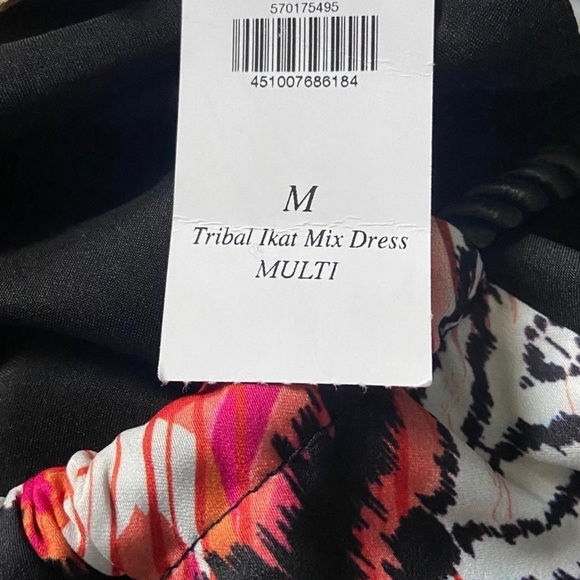 570175495
451007686184
M
Tribal Ikat Mix Dress
MULTI